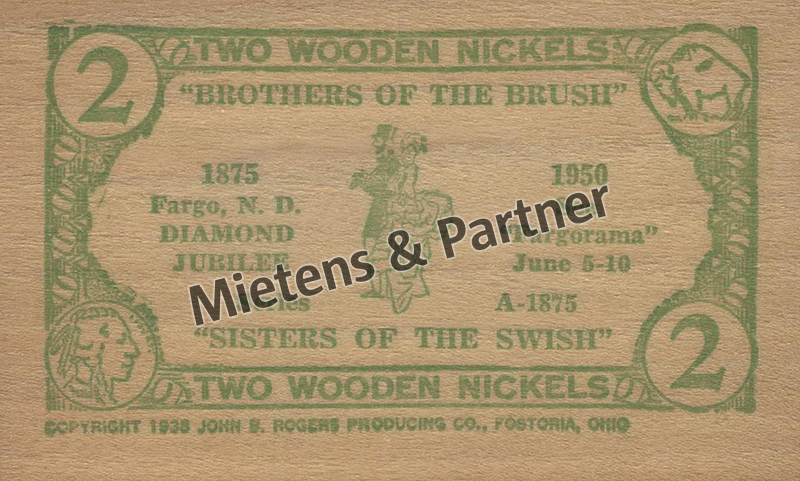 2 TWO WOODEN NICKELS
"BROTHERS OF THE BRUSH"
1875 1950
Fargo, N. D.
DIAMOND "Fargorama"
JUBILEE June 5-10
A-1875
"SISTERS OF THE SWISH"
TWO WOODEN NICKELS 2
COPYRIGHT 1938 JOHN B. ROGERS PRODUCING CO., FOSTORIA, OHIO
Mietens & Partner